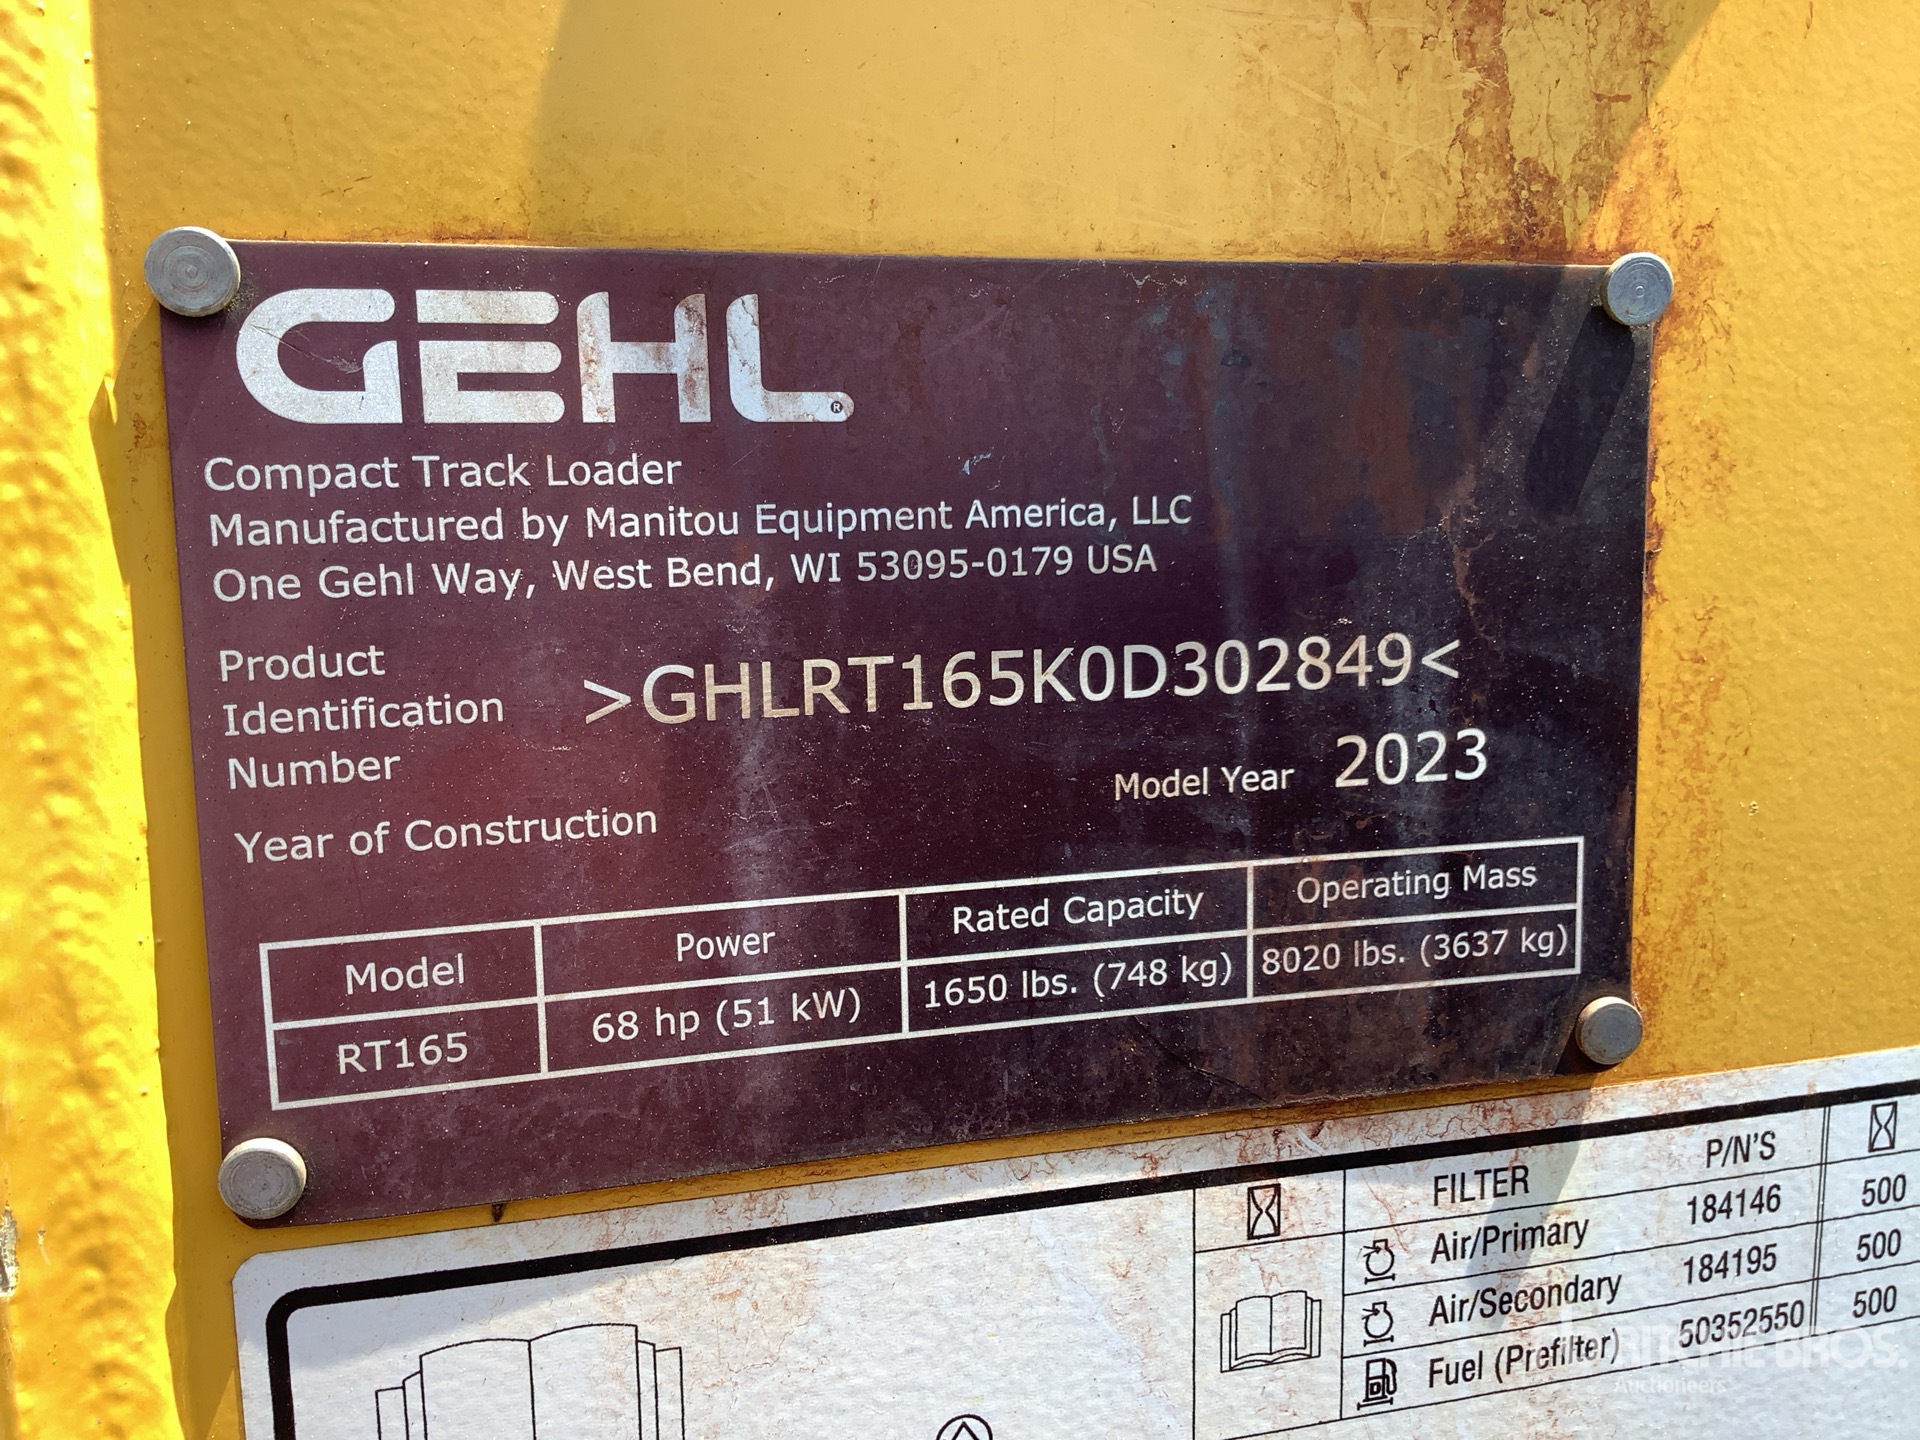 GEHL®
Compact Track Loader
Manufactured by Manitou Equipment America, LLC
One Gehl Way, West Bend, WI 53095-0179 USA
Product
Identification
Number
>GHLRT165K0D302849<
Model Year 2023
Year of Construction
Model Power Rated Capacity Operating Mass
RT165 68 hp (51 kW) 1650 lbs. (748 kg) 8020 lbs. (3637 kg)
FILTER P/N'S
Air/Primary 184146 500
Air/Secondary 184195 500
Fuel (Prefilter) 50352550 500
RITCHIE BROS.
Auctioneers